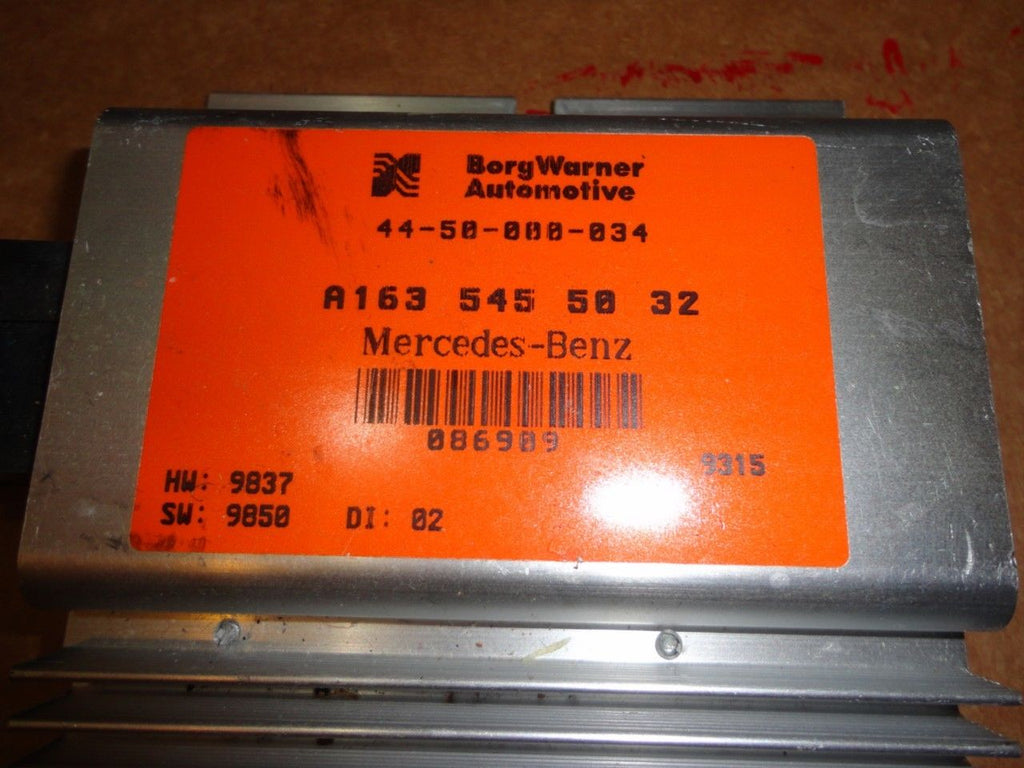 BorgWarner
Automotive
44-50-000-034
A163 545 50 32
Mercedes-Benz
086909
9315
HW: 9837
SW: 9850 DI: 02